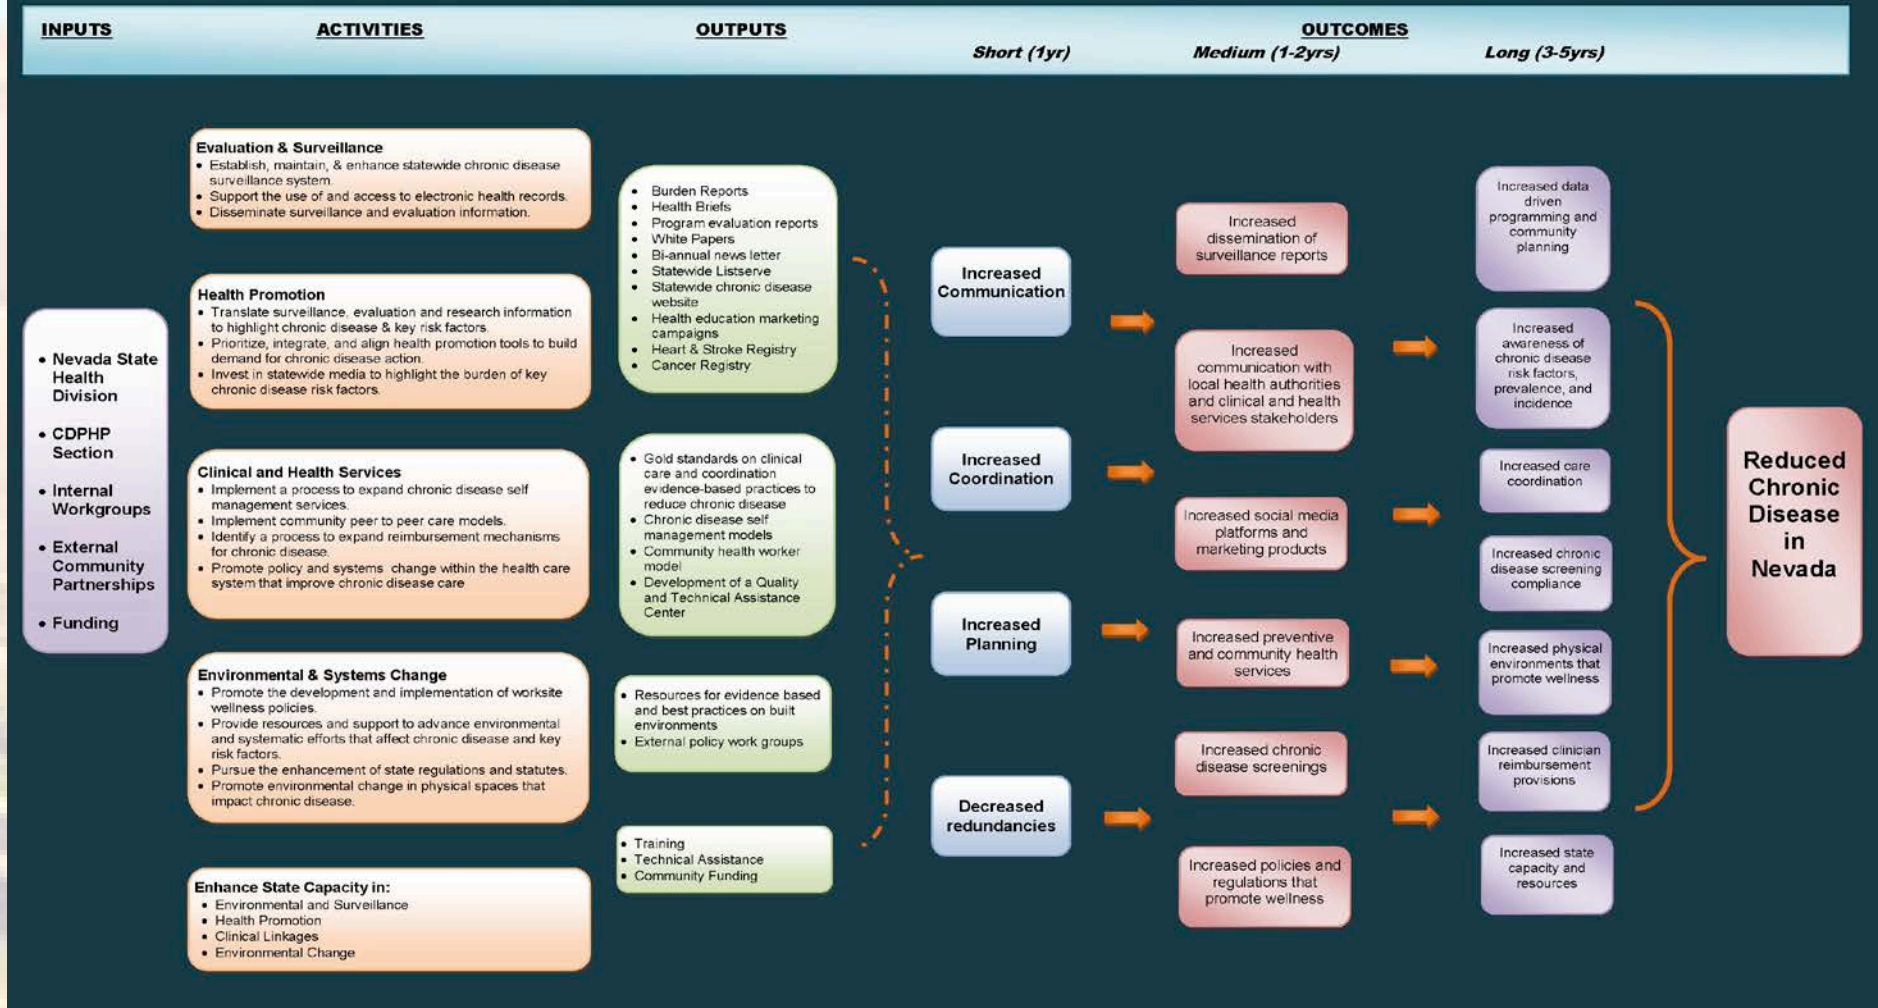 INPUTS
ACTIVITIES
OUTPUTS
OUTCOMES
Short (1yr)
Medium (1-2yrs)
Long (3-5yrs)
• Nevada State
Health
Division
• CDPHP
Section
• Internal
Workgroups
• External
Community
Partnerships
• Funding
Evaluation & Surveillance
• Establish, maintain, & enhance statewide chronic disease
surveillance system.
• Support the use of and access to electronic health records.
• Disseminate surveillance and evaluation information.
Health Promotion
• Translate surveillance, evaluation and research information
to highlight chronic disease & key risk factors.
• Prioritize, integrate, and align health promotion tools to build
demand for chronic disease action.
• Invest in statewide media to highlight the burden of key
chronic disease risk factors.
Clinical and Health Services
• Implement a process to expand chronic disease self
management services.
• Implement community peer to peer care models.
• Identify a process to expand reimbursement mechanisms
for chronic disease.
• Promote policy and systems change within the health care
system that improve chronic disease care
Environmental & Systems Change
• Promote the development and implementation of worksite
wellness policies.
• Provide resources and support to advance environmental
and systematic efforts that affect chronic disease and key
risk factors.
• Pursue the enhancement of state regulations and statutes.
• Promote environmental change in physical spaces that
impact chronic disease.
Enhance State Capacity in:
• Environmental and Surveillance
• Health Promotion
• Clinical Linkages
• Environmental Change
• Burden Reports
• Health Briefs
• Program evaluation reports
• White Papers
• Bi-annual news letter
• Statewide Listserve
• Statewide chronic disease
website
• Health education marketing
campaigns
• Heart & Stroke Registry
• Cancer Registry
• Gold standards on clinical
care and coordination
evidence-based practices to
reduce chronic disease
• Chronic disease self
management models
• Community health worker
model
• Development of a Quality
and Technical Assistance
Center
• Resources for evidence based
and best practices on built
environments
• External policy work groups
• Training
• Technical Assistance
• Community Funding
Increased
Communication
Increased
Coordination
Increased
Planning
Decreased
redundancies
Increased
dissemination of
surveillance reports
Increased
communication with
local health authorities
and clinical and health
services stakeholders
Increased social media
platforms and
marketing products
Increased preventive
and community health
services
Increased chronic
disease screenings
Increased policies and
regulations that
promote wellness
Increased data
driven
programming and
community
planning
Increased
awareness of
chronic disease
risk factors,
prevalence, and
incidence
Increased care
coordination
Increased chronic
disease screening
compliance
Increased physical
environments that
promote wellness
Increased clinician
reimbursement
provisions
Increased state
capacity and
resources
Reduced
Chronic
Disease
in
Nevada